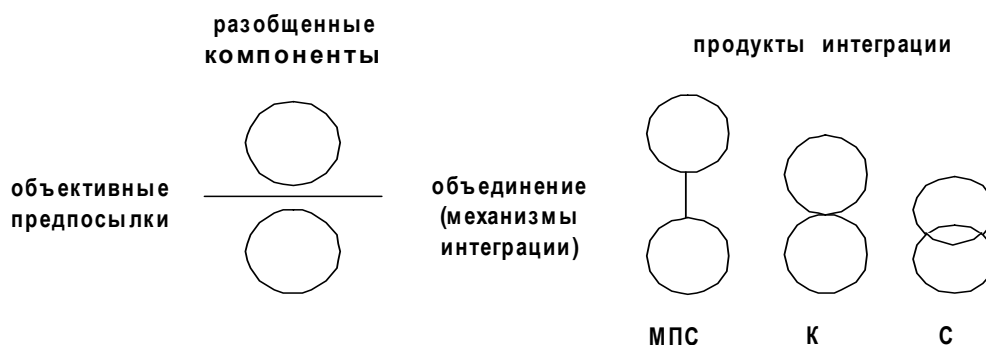 разобщенные
компоненты
продукты интеграции
объективные
предпосылки
объединение
(механизмы
интеграции)
МПС
К
С